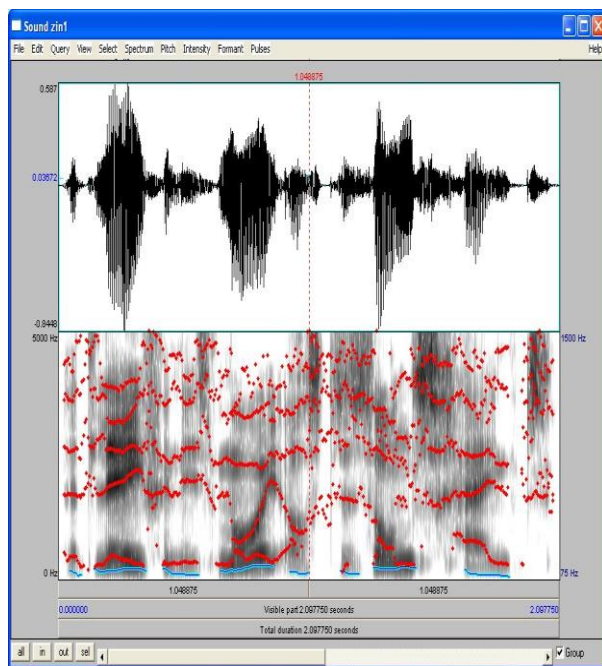 Sound zin1
File Edit Query View Select Spectrum Pitch Intensity Formant Pulses Help
1.048875
0.587
0.03672
-0.9448
5000 Hz 1500 Hz
0 Hz 75 Hz
1.048875 1.048875
0.000000 Visible part 2.097750 seconds 2.097750
Total duration 2.097750 seconds
all in out sel Group